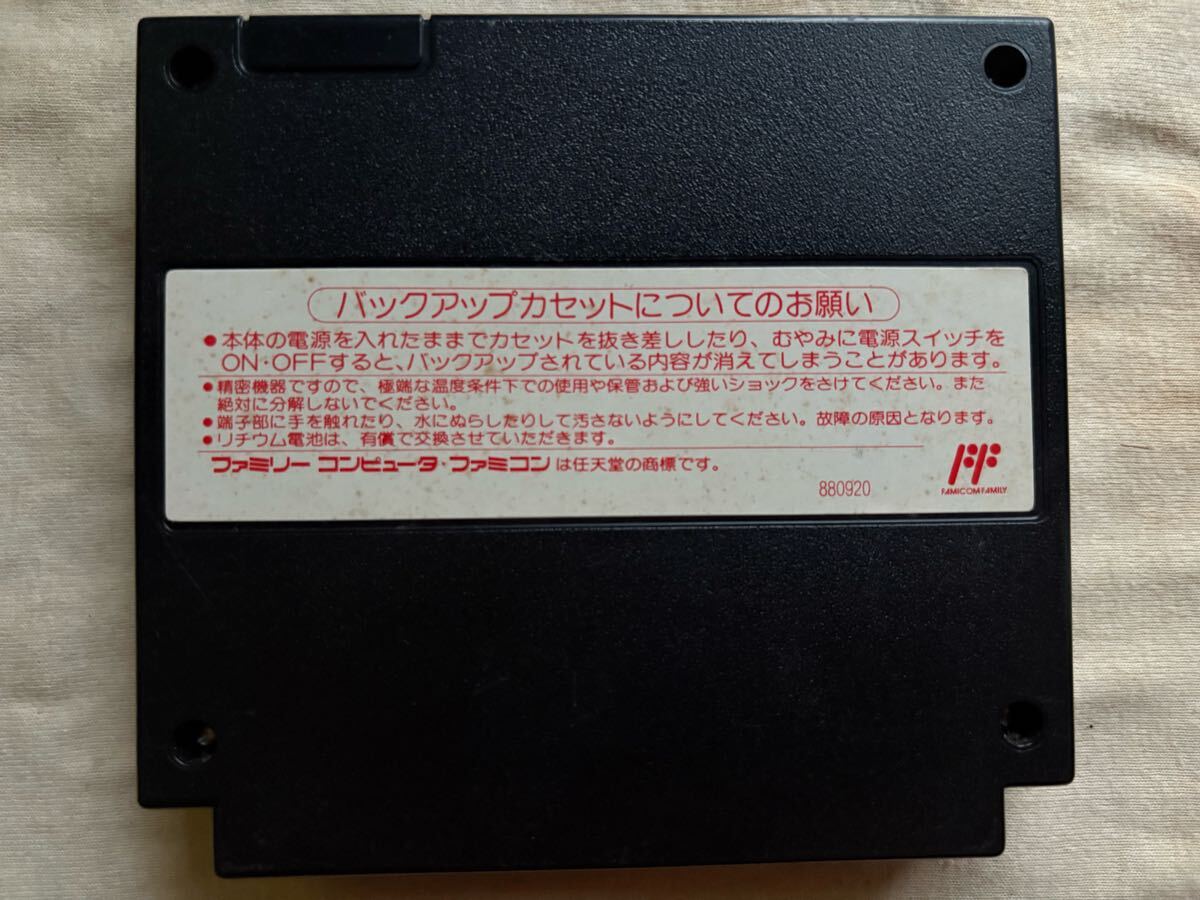 バックアップカセットについてのお願い
●本体の電源を入れたままでカセットを抜き差ししたり、むやみに電源スイッチを
ON・OFFすると、バックアップされている内容が消えてしまうことがあります。
●精密機器ですので、極端な温度条件下での使用や保管および強いショックをさけてください。また
絶対に分解しないでください。
●端子部に手を触れたり、水にぬらしたりして汚さないようにしてください。故障の原因となります。
●リチウム電池は、有償で交換させていただきます。
ファミリー コンピュータ・ファミコン は任天堂の商標です。
880920
FAMICOM FAMILY